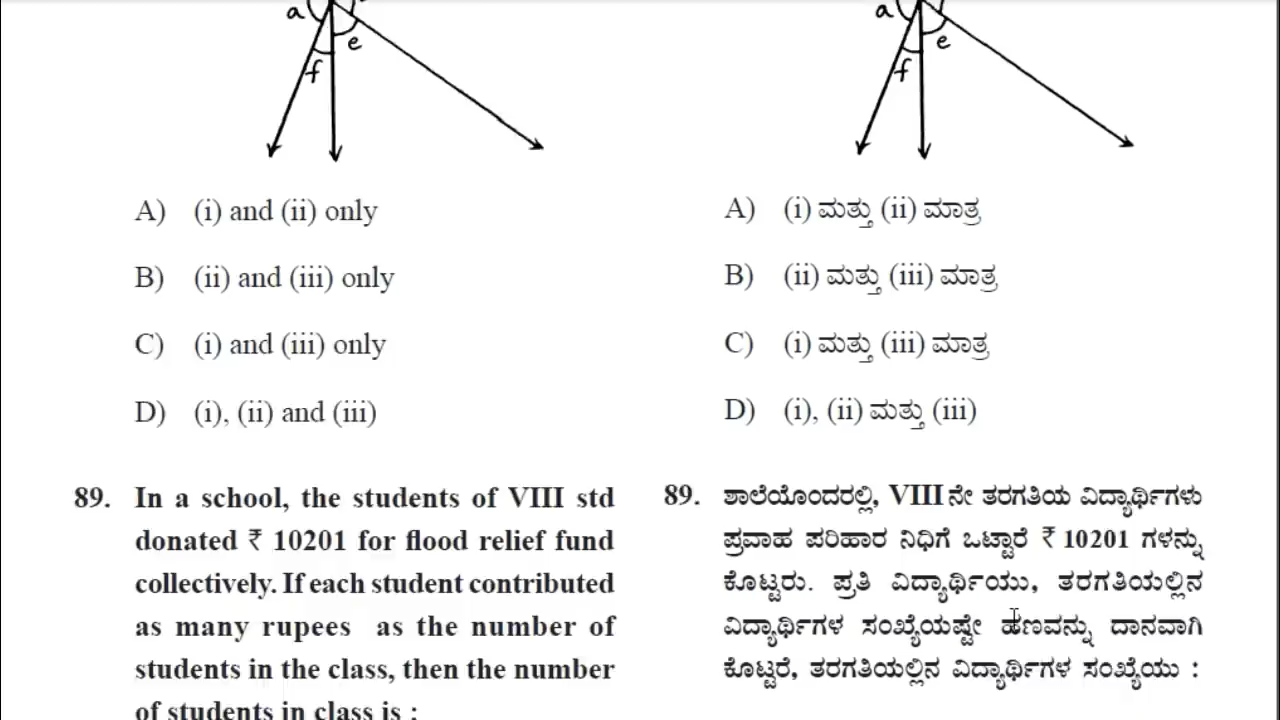 a
e
f
A) (i) and (ii) only
B) (ii) and (iii) only
C) (i) and (iii) only
D) (i), (ii) and (iii)
89. In a school, the students of VIII std
donated ₹ 10201 for flood relief fund
collectively. If each student contributed
as many rupees as the number of
students in the class, then the number
of students in class is :
a
e
f
A) (i) ಮತ್ತು (ii) ಮಾತ್ರ
B) (ii) ಮತ್ತು (iii) ಮಾತ್ರ
C) (i) ಮತ್ತು (iii) ಮಾತ್ರ
D) (i), (ii) ಮತ್ತು (iii)
89. ಶಾಲೆಯೊಂದರಲ್ಲಿ, VIII ನೇ ತರಗತಿಯ ವಿದ್ಯಾರ್ಥಿಗಳು
ಪ್ರವಾಹ ಪರಿಹಾರ ನಿಧಿಗೆ ಒಟ್ಟಾರೆ ₹ 10201 ಗಳನ್ನು
ಕೊಟ್ಟರು. ಪ್ರತಿ ವಿದ್ಯಾರ್ಥಿಯು, ತರಗತಿಯಲ್ಲಿನ
ವಿದ್ಯಾರ್ಥಿಗಳ ಸಂಖ್ಯೆಯಷ್ಟೇ ಹಣವನ್ನು ದಾನವಾಗಿ
ಕೊಟ್ಟರೆ, ತರಗತಿಯಲ್ಲಿನ ವಿದ್ಯಾರ್ಥಿಗಳ ಸಂಖ್ಯೆಯು :